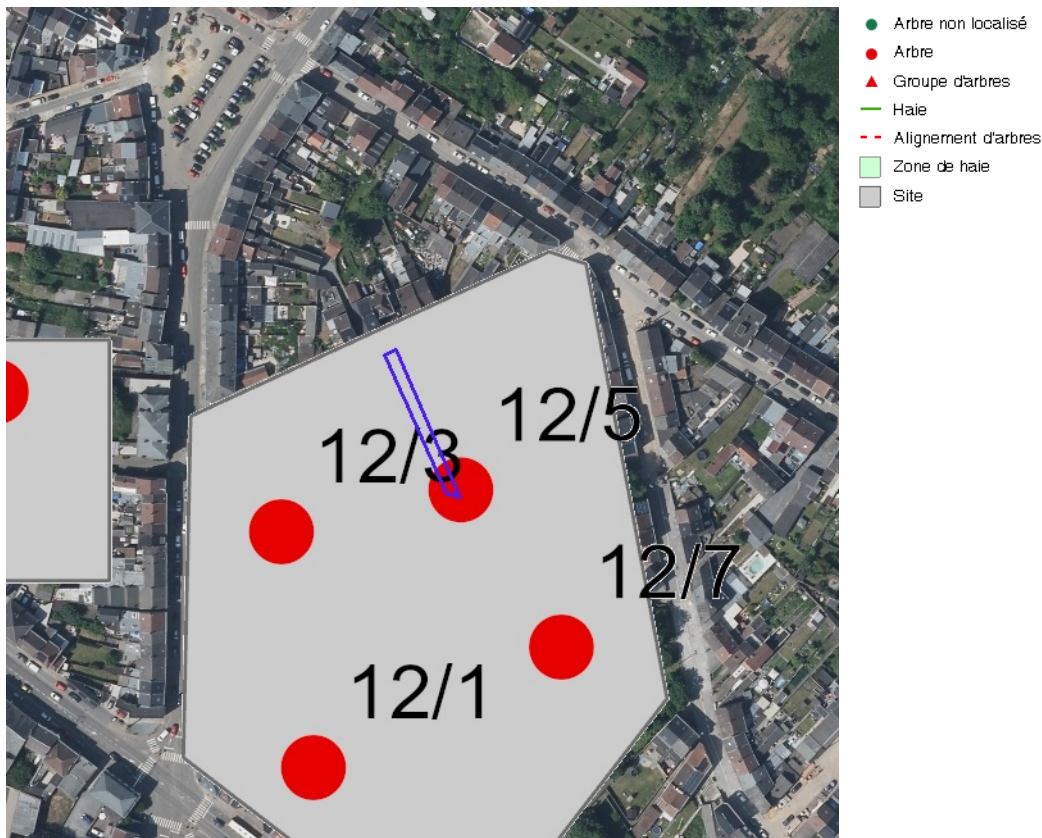 Arbre non localisé
Arbre
Groupe d'arbres
Haie
Alignement d'arbres
Zone de haie
Site
12/5
12/3
12/7
12/1